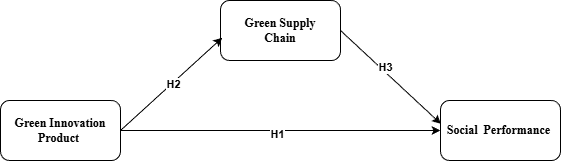 Green Supply
Chain
H2
H3
Green Innovation
Product
H1
Social Performance